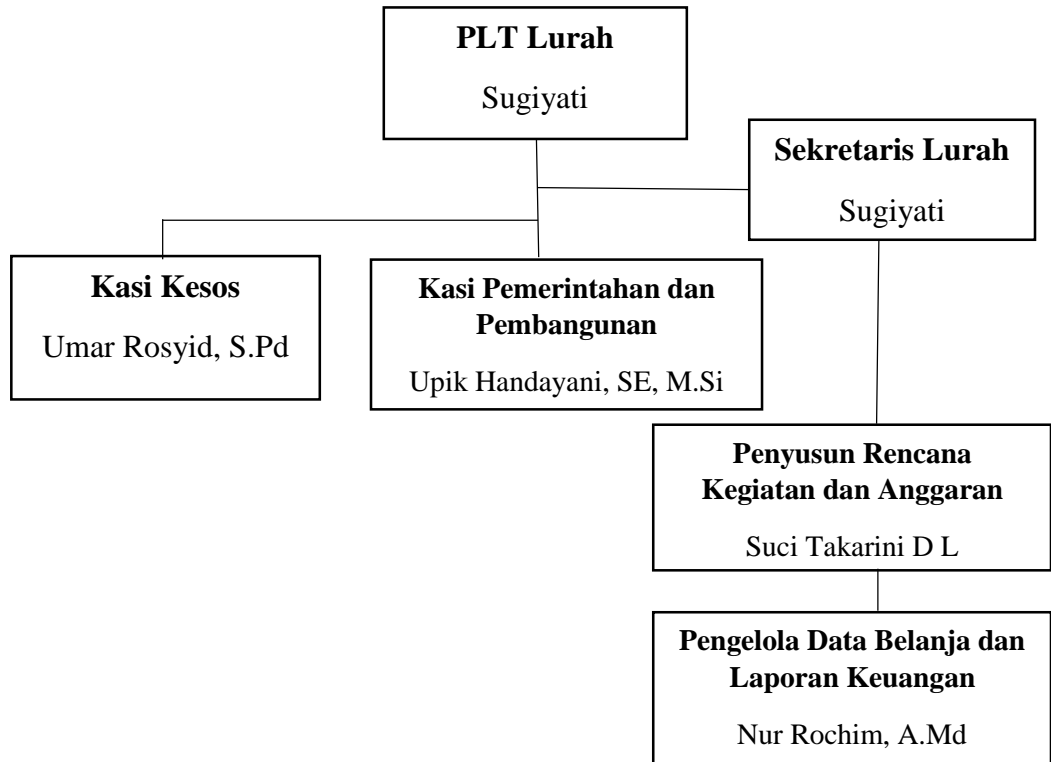 PLT Lurah
Sugiyati
Sekretaris Lurah
Sugiyati
Kasi Kesos
Umar Rosyid, S.Pd
Kasi Pemerintahan dan
Pembangunan
Upik Handayani, SE, M.Si
Penyusun Rencana
Kegiatan dan Anggaran
Suci Takarini D L
Pengelola Data Belanja dan
Laporan Keuangan
Nur Rochim, A.Md